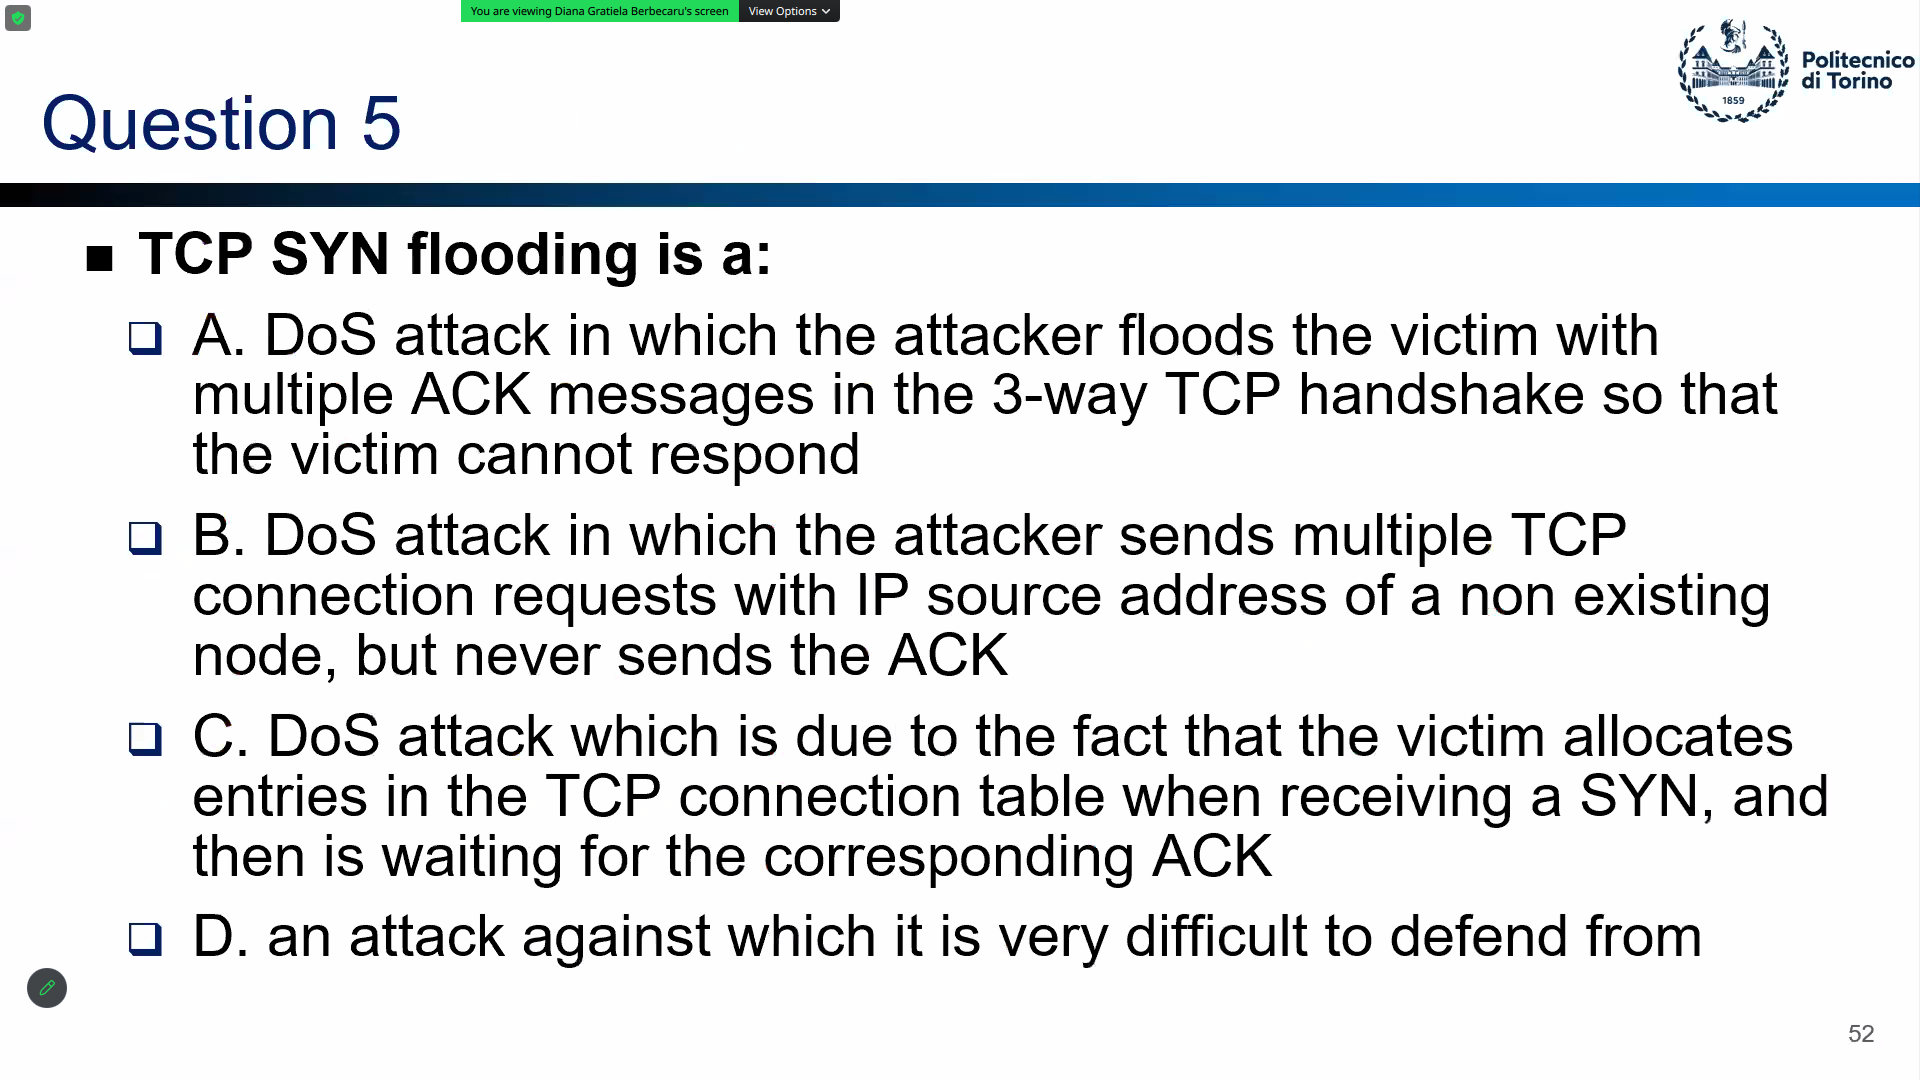 You are viewing Diana Gratiela Berbecaru's screen
View Options
Politecnico
di Torino
1859
Question 5
TCP SYN flooding is a:
A. DoS attack in which the attacker floods the victim with
multiple ACK messages in the 3-way TCP handshake so that
the victim cannot respond
B. DoS attack in which the attacker sends multiple TCP
connection requests with IP source address of a non existing
node, but never sends the ACK
C. DoS attack which is due to the fact that the victim allocates
entries in the TCP connection table when receiving a SYN, and
then is waiting for the corresponding ACK
D. an attack against which it is very difficult to defend from
52